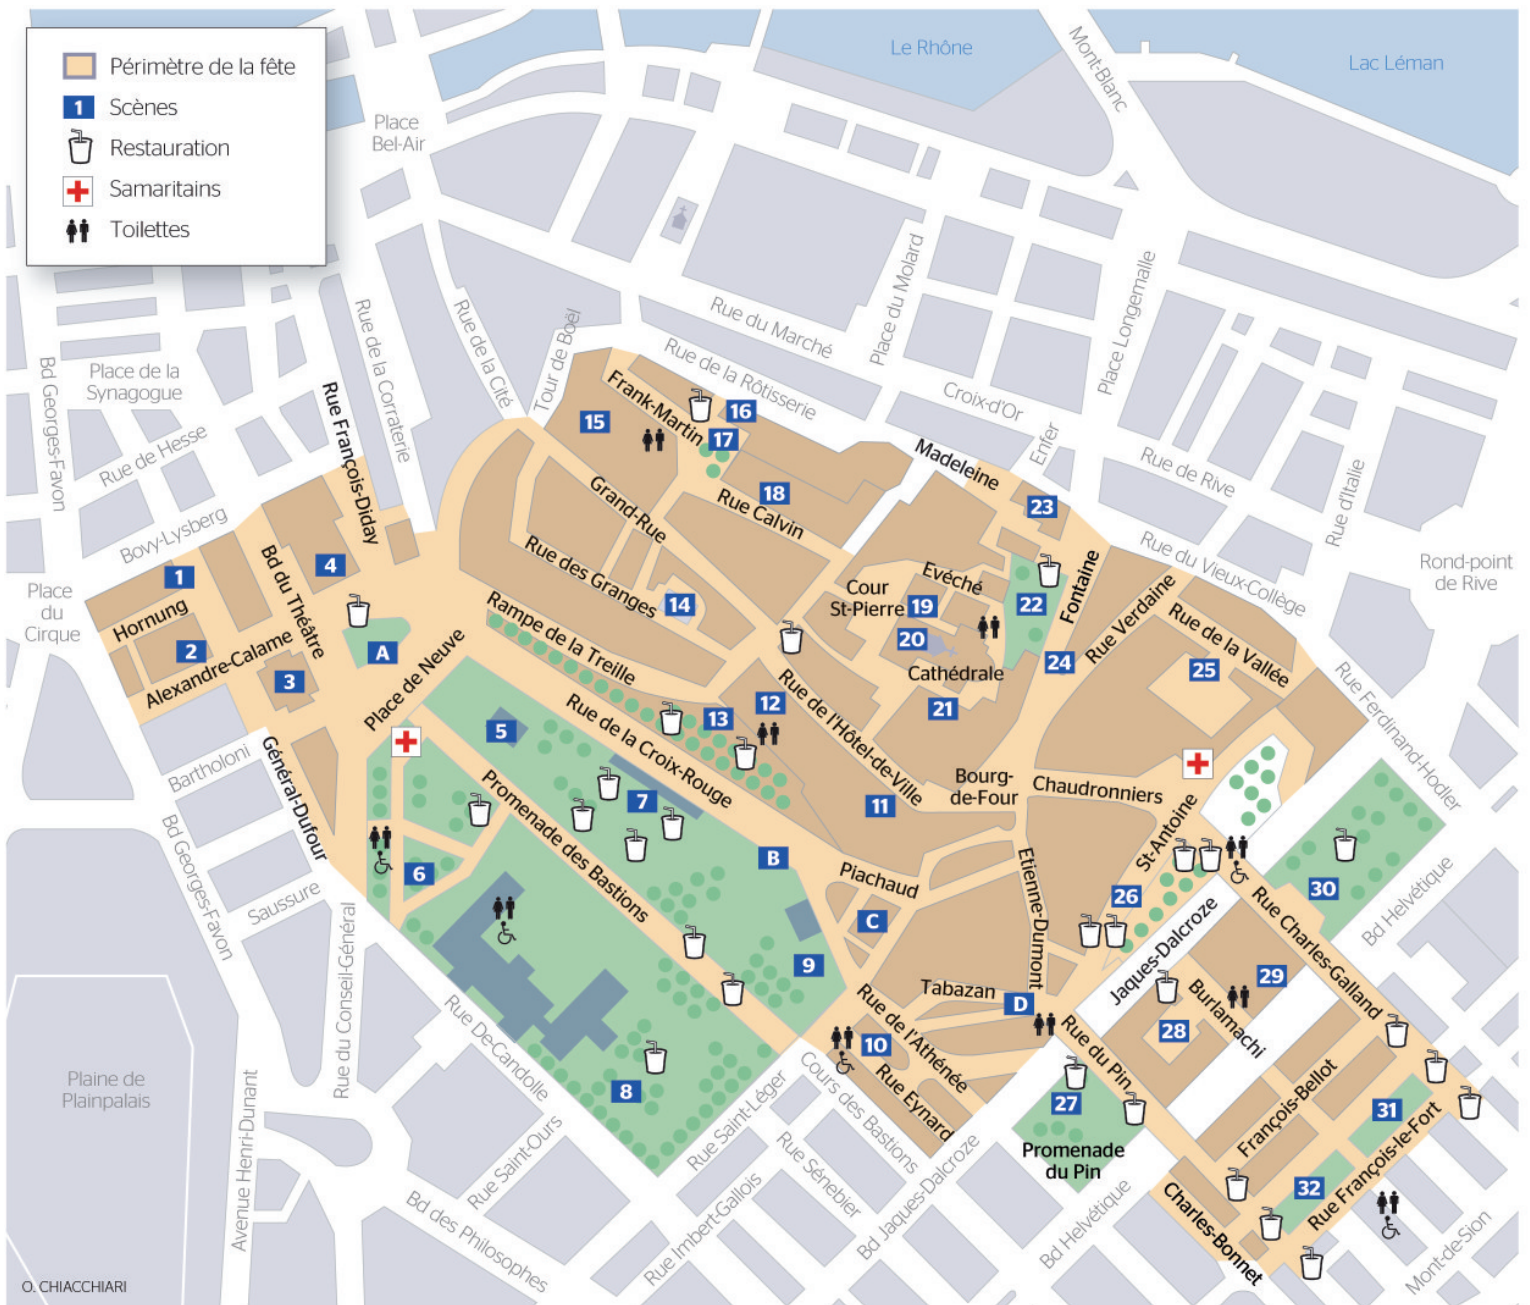 Périmètre de la fête
1 Scènes
Restauration
Samaritains
Toilettes
Le Rhône
Lac Léman
Mont-Blanc
Place
Bel-Air
Place du Molard
Place Longemalle
Rue du Marché
Rue de la Rôtisserie
Croix-d'Or
Enfer
Rue de Rive
Rue d'Italie
Rond-point
de Rive
Rue du Vieux-Collège
Rue Ferdinand-Hodler
Tour de Boël
Rue de la Cité
Rue de la Corraterie
Rue François-Diday
Place de la
Synagogue
Bd Georges-Favon
Rue de Hesse
Bovy-Lysberg
Place
du
Cirque
Hornung
Alexandre-Calame
Bd du Théâtre
Place de Neuve
Général-Dufour
Bartholoni
Bd Georges-Favon
Saussure
Rue du Conseil-Général
Rue De-Candolle
Plaine de
Plainpalais
Avenue Henri-Dunant
Rue Saint-Ours
Bd des Philosophes
Rue Saint-Léger
Rue Imbert-Gallois
Rue Sénebier
Cours des Bastions
Bd Jaques-Dalcroze
Bd Helvétique
Frank-Martin
Grand-Rue
Rue Calvin
Rue des Granges
Rampe de la Treille
Rue de la Croix-Rouge
Promenade des Bastions
Rue de l'Hôtel-de-Ville
Madeleine
Evéché
Cour
St-Pierre
Cathédrale
Fontaine
Rue Verdaine
Rue de la Vallée
Bourg-
de-Four
Chaudronniers
St-Antoine
Etienne-Dumont
Piachaud
Tabazan
Rue de l'Athénée
Rue Eynard
Rue du Pin
Jaques-Dalcroze
Burlamachi
Rue Charles-Galland
Bd Helvétique
François-Bellot
Rue François-le-Fort
Promenade
du Pin
Charles-Bonnet
Mont-de-Sion
1
2
3
4
5
6
7
8
9
10
11
12
13
14
15
16
17
18
19
20
21
22
23
24
25
26
27
28
29
30
31
32
A
B
C
D
O. CHIACCHIARI